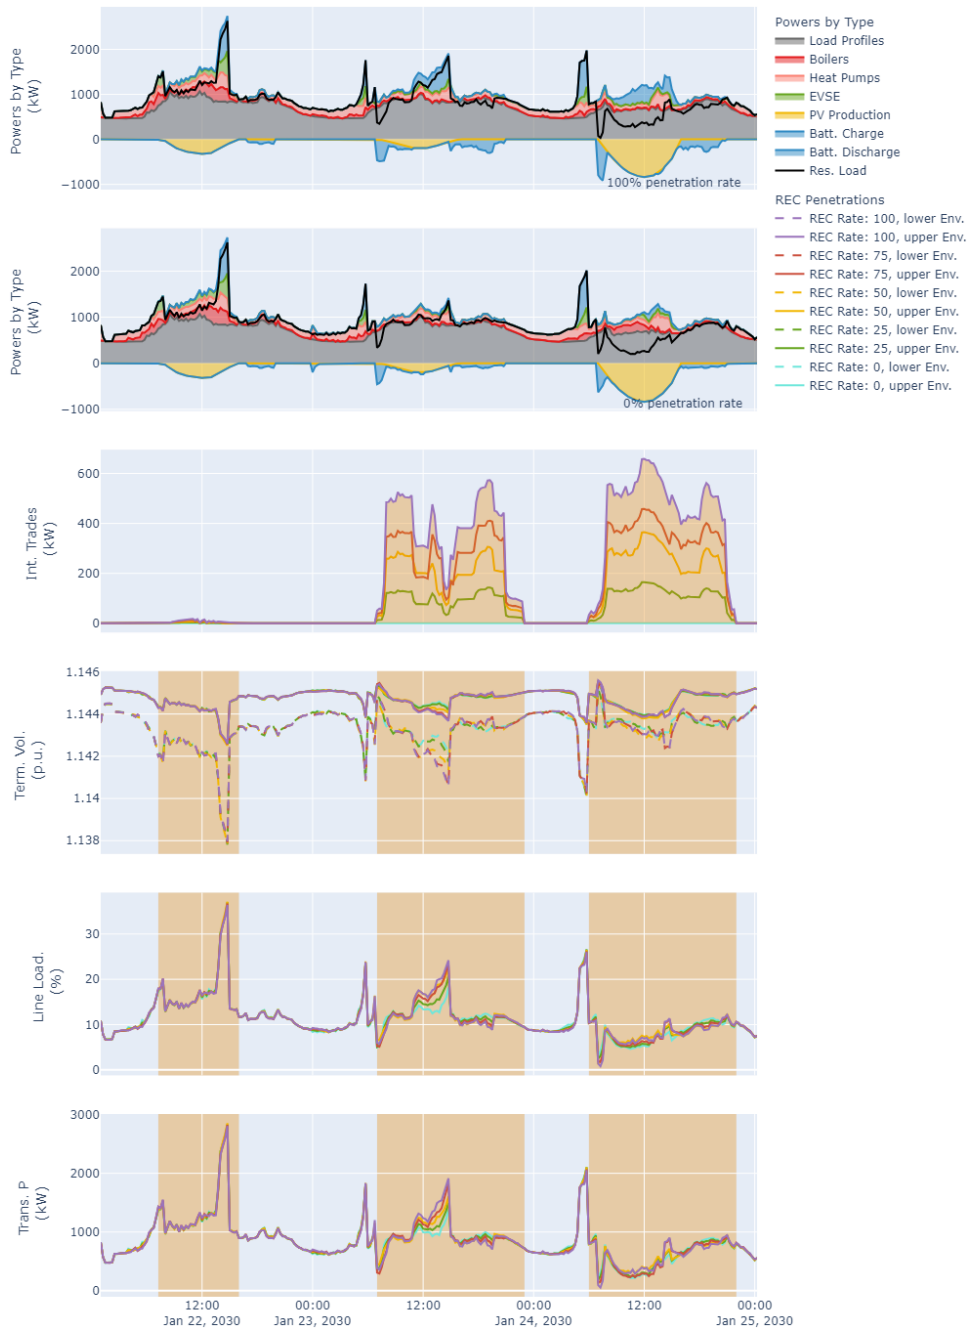 Powers by Type
(kW)
2000
1000
0
−1000
100% penetration rate
Powers by Type
Load Profiles
Boilers
Heat Pumps
EVSE
PV Production
Batt. Charge
Batt. Discharge
Res. Load
REC Penetrations
REC Rate: 100, lower Env.
REC Rate: 100, upper Env.
REC Rate: 75, lower Env.
REC Rate: 75, upper Env.
REC Rate: 50, lower Env.
REC Rate: 50, upper Env.
REC Rate: 25, lower Env.
REC Rate: 25, upper Env.
REC Rate: 0, lower Env.
REC Rate: 0, upper Env.
Powers by Type
(kW)
2000
1000
0
−1000
0% penetration rate
Int. Trades
(kW)
600
400
200
0
Term. Vol.
(p.u.)
1.146
1.144
1.142
1.14
1.138
Line Load.
(%)
30
20
10
0
Trans. P
(kW)
3000
2000
1000
0
12:00 00:00 12:00 00:00 12:00 00:00
Jan 22, 2030 Jan 23, 2030 Jan 24, 2030 Jan 25, 2030